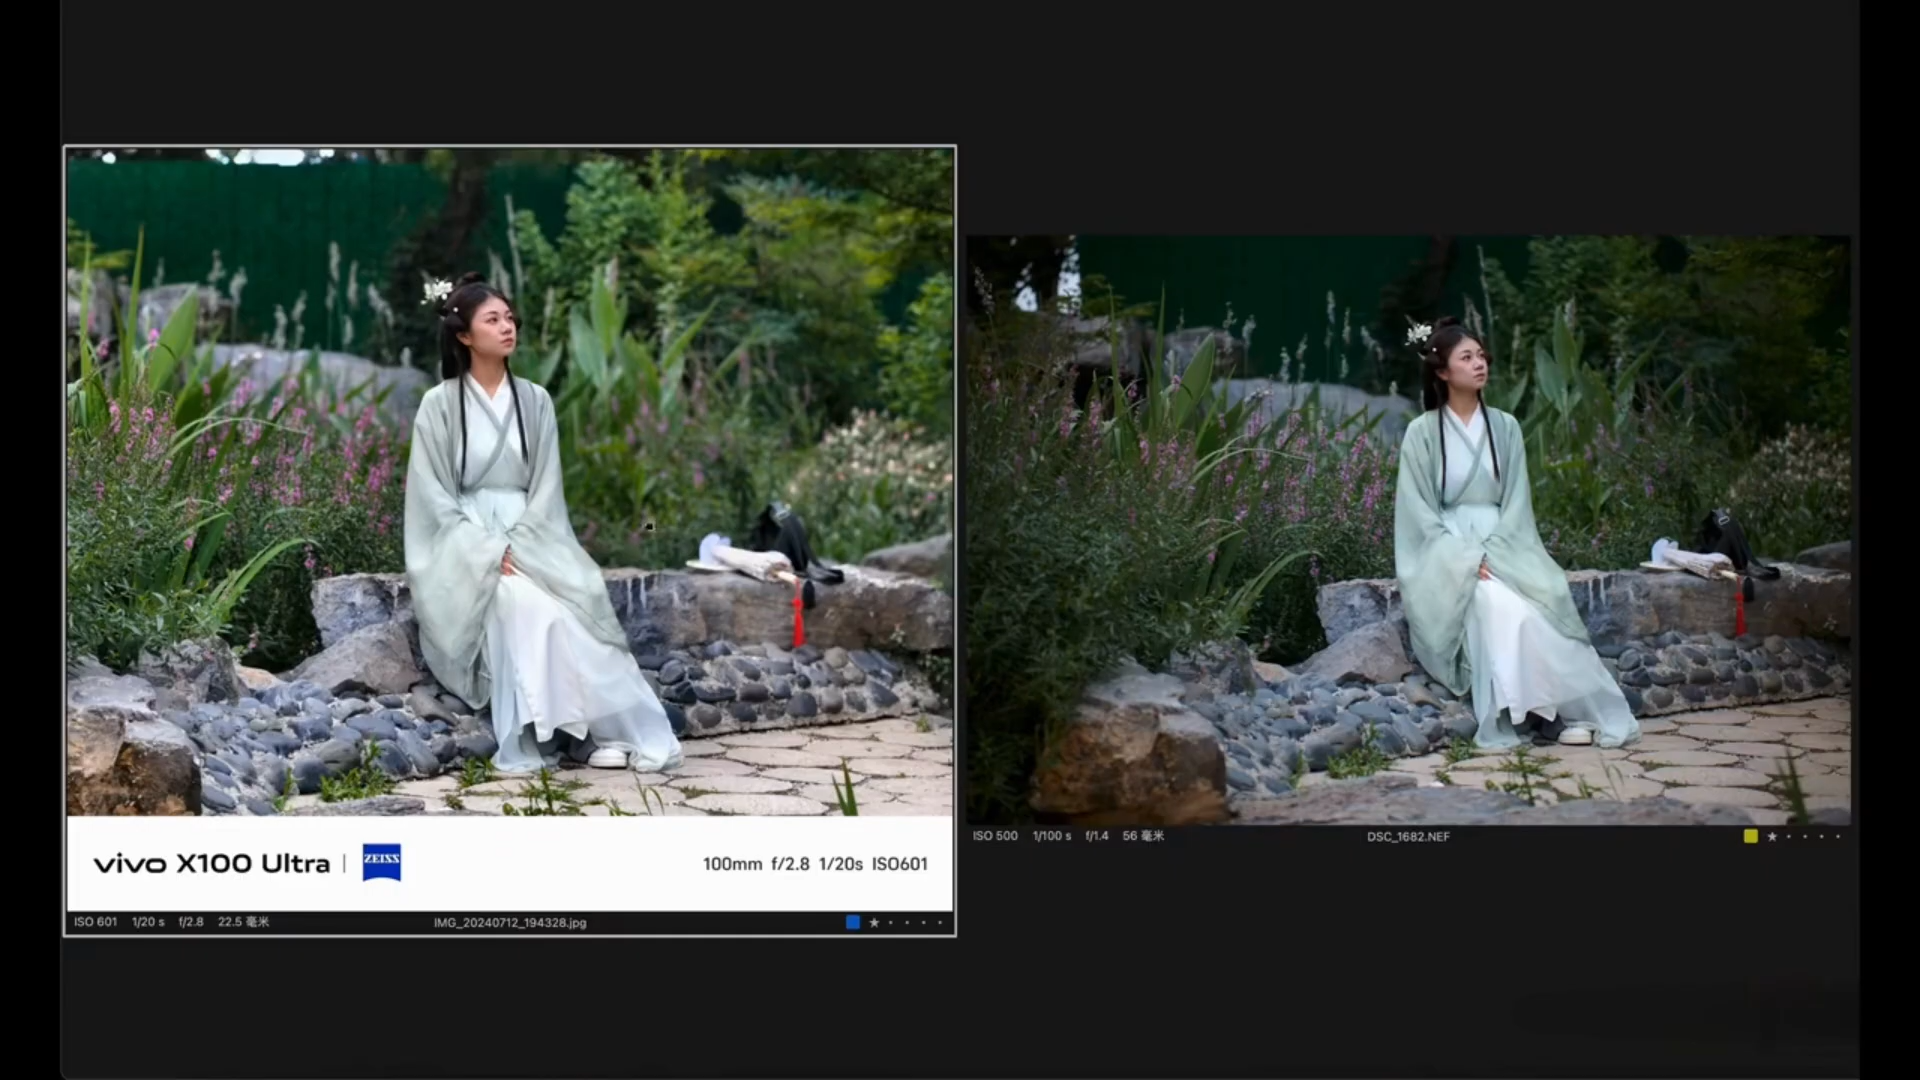 vivo X100 Ultra | ZEISS 100mm f/2.8 1/20s ISO601
ISO 601 1/20 s f/2.8 22.5 毫米 IMG_20240712_194328.jpg
ISO 500 1/100 s f/1.4 56 毫米 DSC_1682.NEF